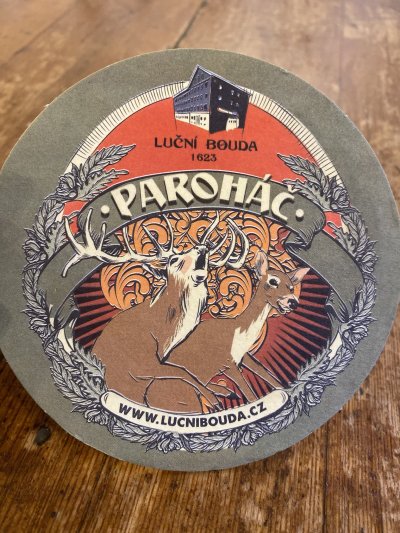 LUČNÍ BOUDA
1623
· PAROHÁČ ·
WWW.LUCNIBOUDA.CZ